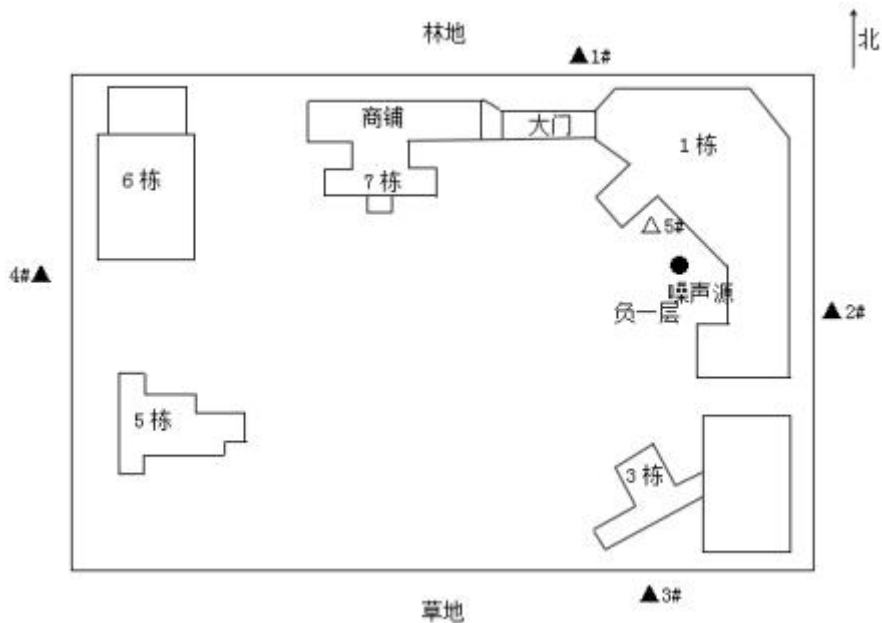 林地
▲1#
北
商铺
大门
1 栋
6 栋
7 栋
△5#
4#▲
噪声源
负一层
▲2#
5 栋
3 栋
▲3#
草地